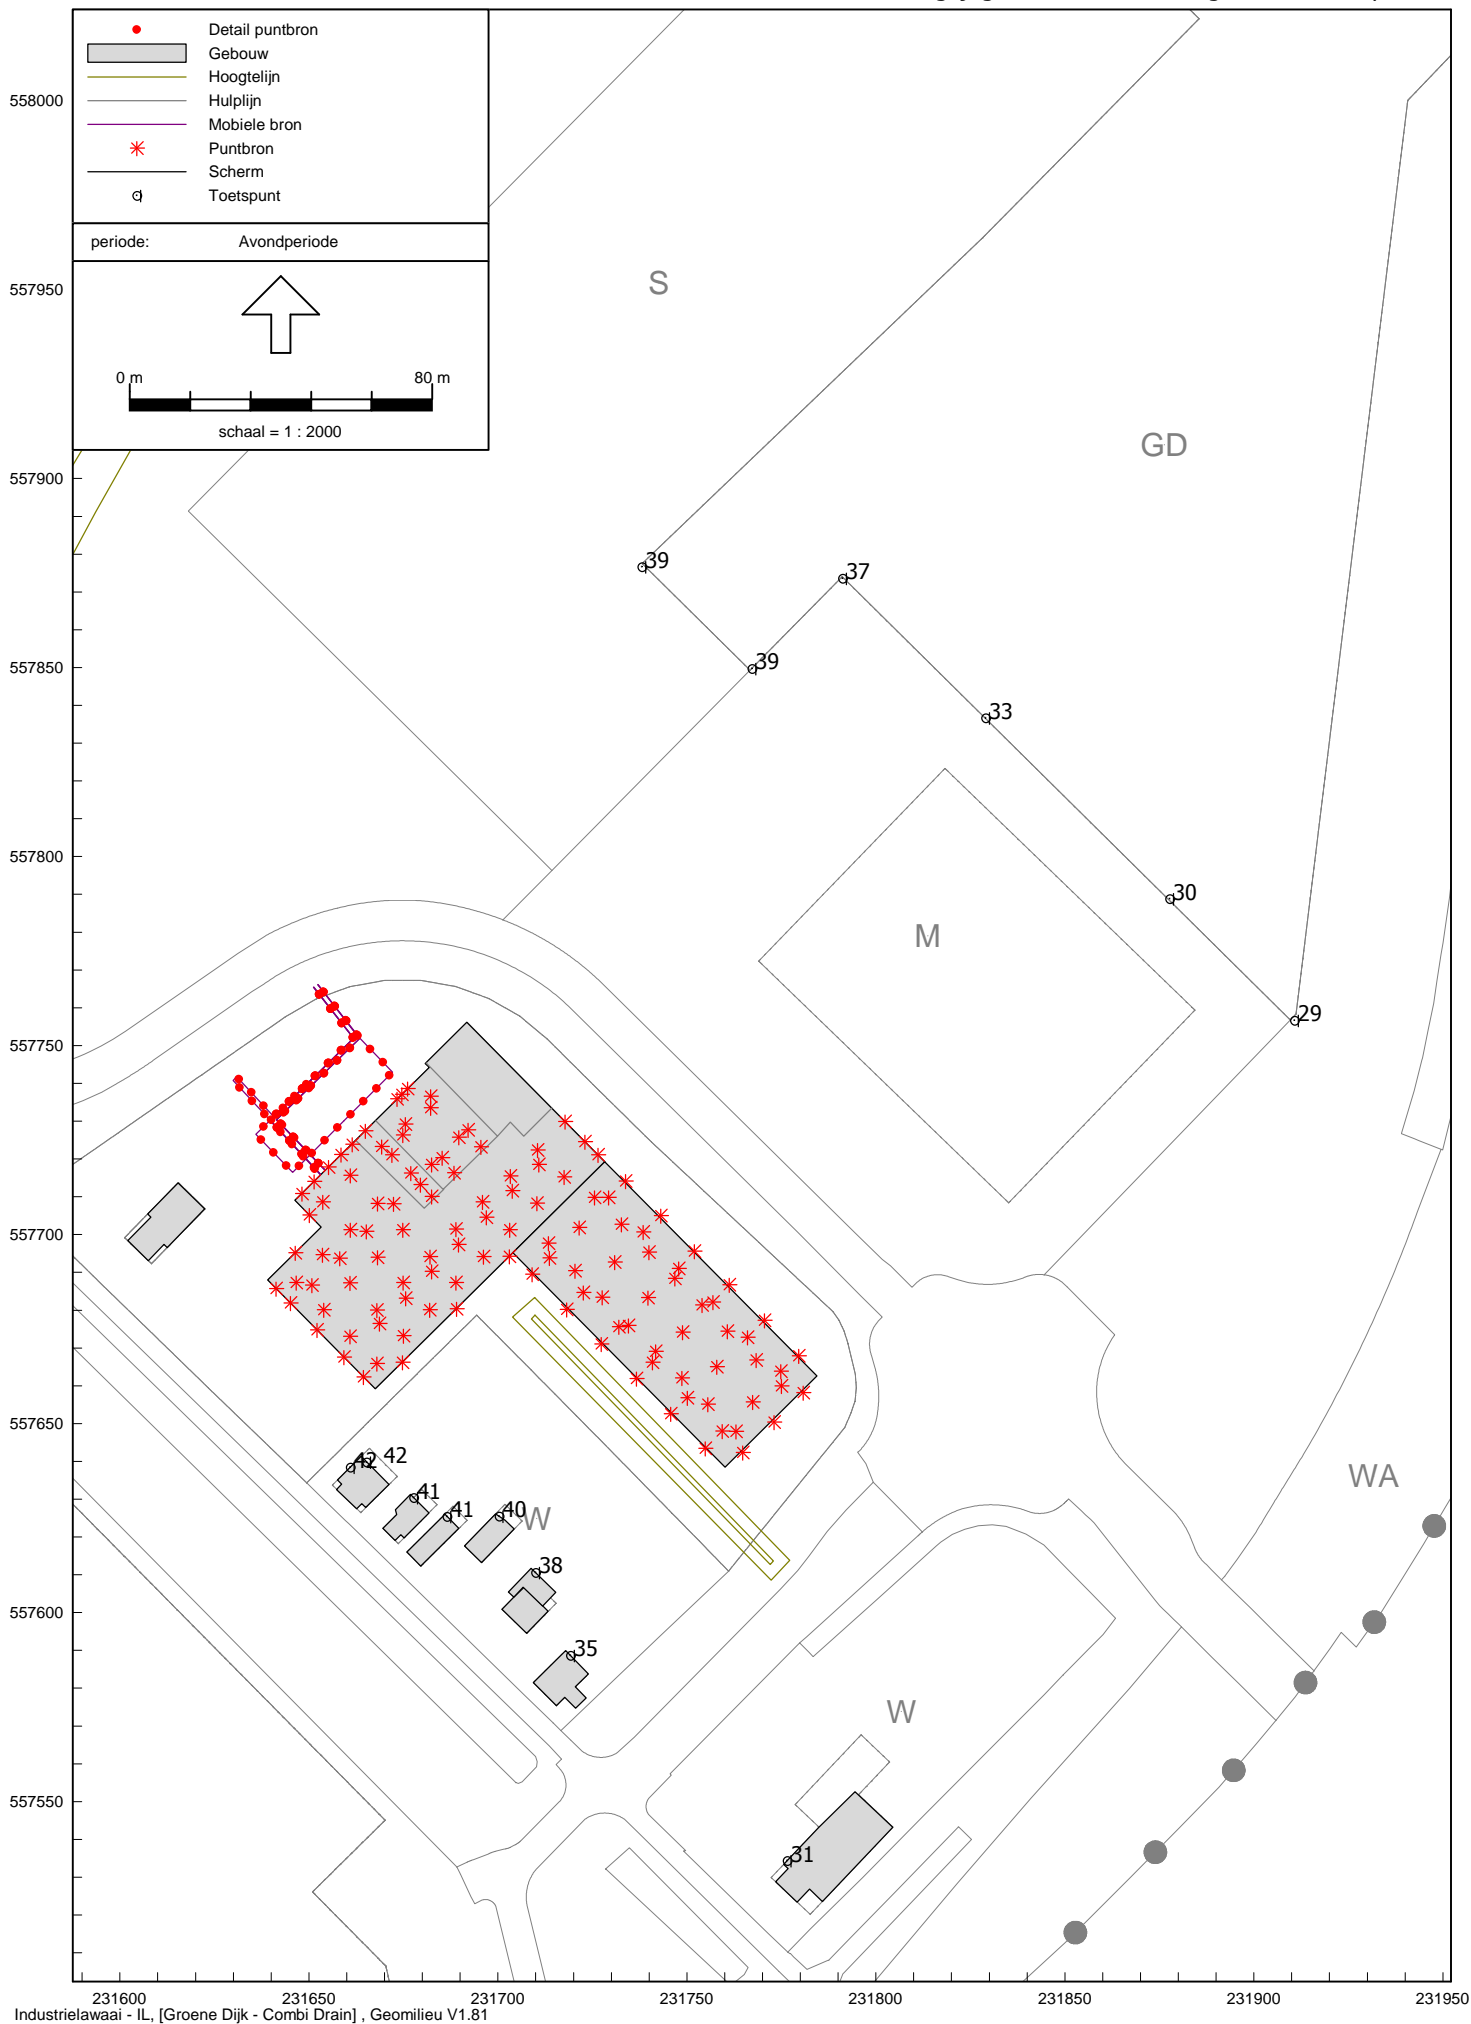 Detail puntbron
Gebouw
Hoogtelijn
Hulplijn
Mobiele bron
Puntbron
Scherm
Toetspunt
periode: Avondperiode
0 m 80 m
schaal = 1 : 2000
558000
557950
557900
557850
557800
557750
557700
557650
557600
557550
S
GD
39
37
39
33
30
29
M
42
42
41
41
40
W
38
35
WA
W
31
231600 231650 231700 231750 231800 231850 231900 231950
Industrielawaai - IL, [Groene Dijk - Combi Drain] , Geomilieu V1.81